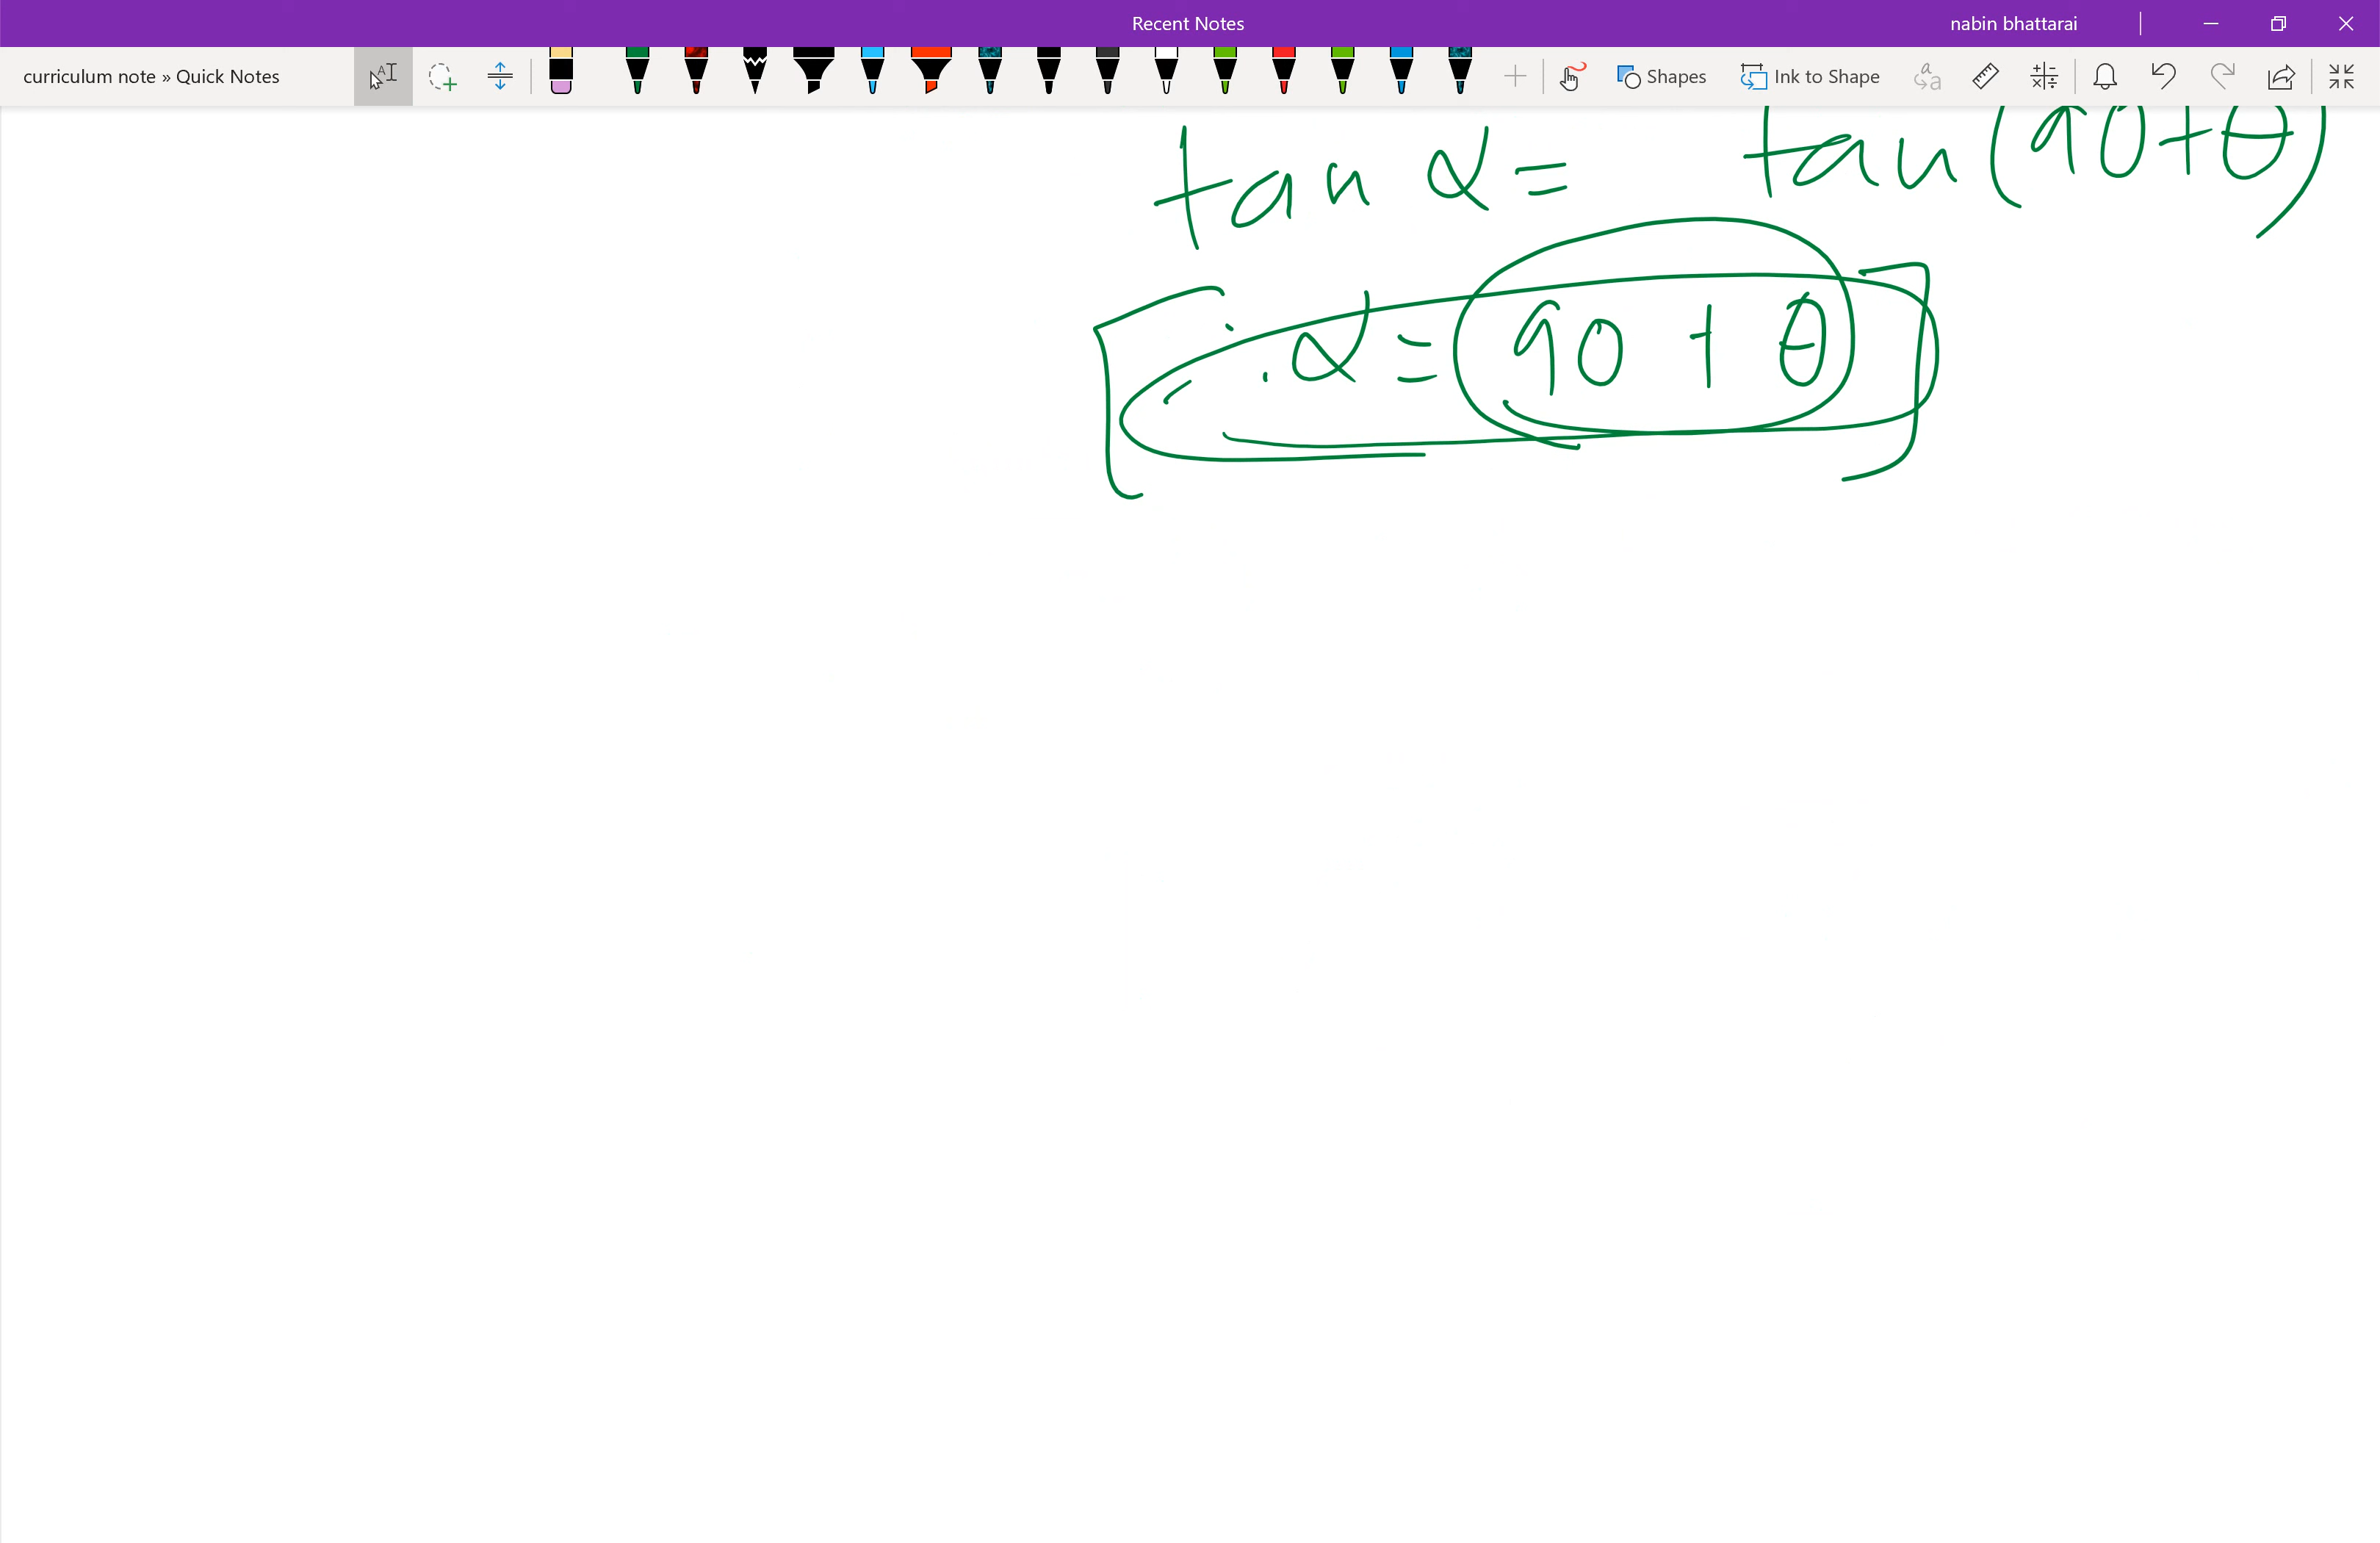 Recent Notes nabin bhattarai
curriculum note » Quick Notes Shapes Ink to Shape
tan α = tan(90+θ)
∴ α = 90 + θ